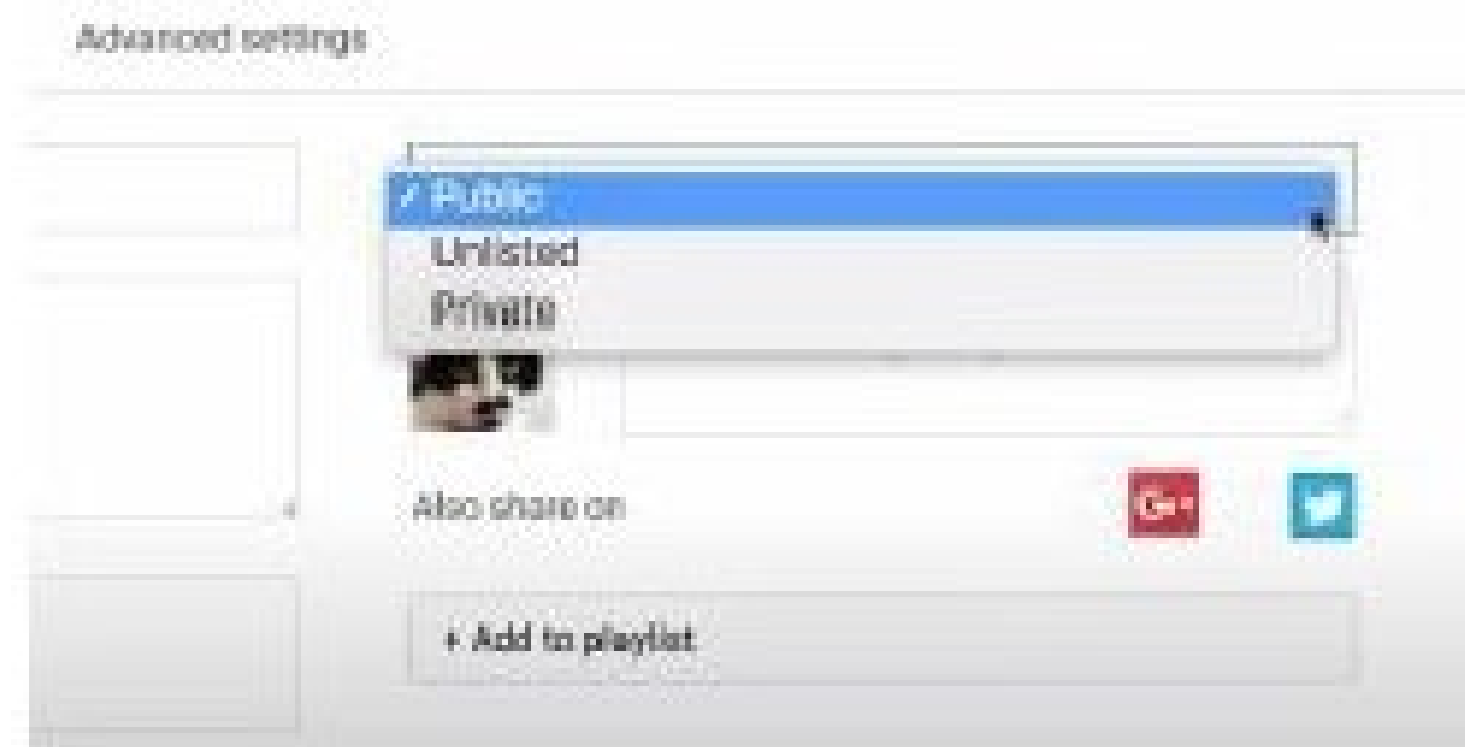 Advanced settings
✓ Public
Unlisted
Private
Also share on
G+
+ Add to playlist